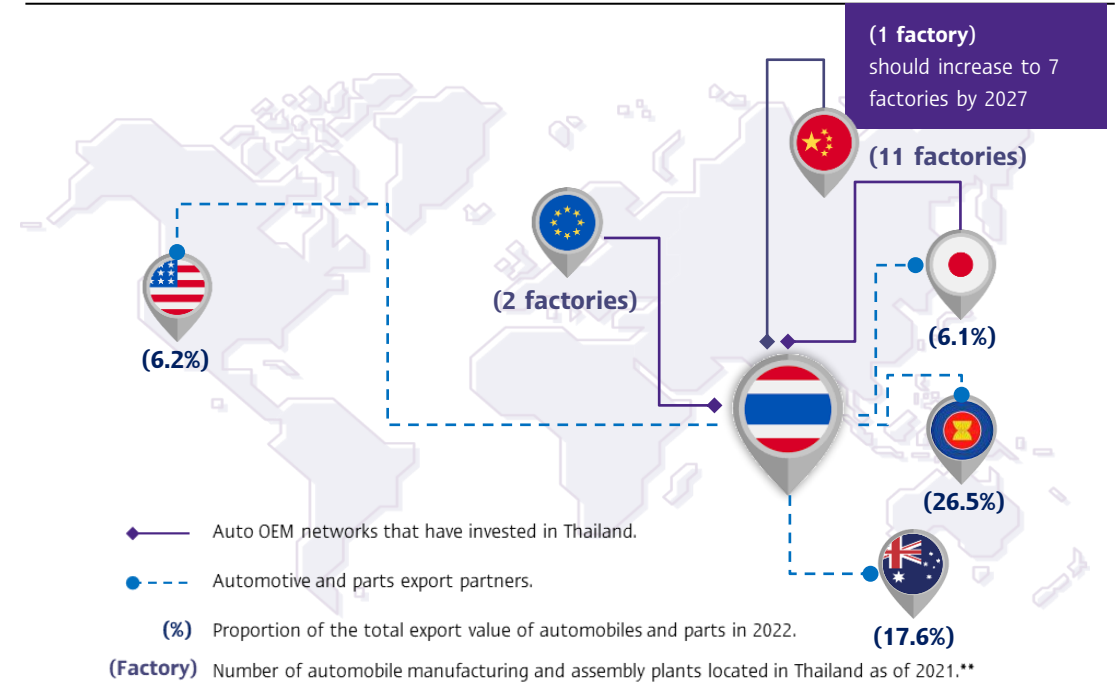 (1 factory)
should increase to 7
factories by 2027
(11 factories)
(2 factories)
(6.2%)
(6.1%)
(26.5%)
(17.6%)
Auto OEM networks that have invested in Thailand.
Automotive and parts export partners.
(%) Proportion of the total export value of automobiles and parts in 2022.
(Factory) Number of automobile manufacturing and assembly plants located in Thailand as of 2021.**